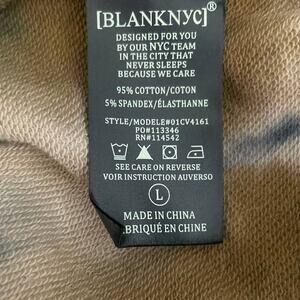 [BLANKNYC]®
DESIGNED FOR YOU
BY OUR NYC TEAM
IN THE CITY THAT
NEVER SLEEPS
BECAUSE WE CARE
95% COTTON/COTON
5% SPANDEX/ÉLASTHANNE
STYLE/MODELE#01CV4161
PO#113346
RN#114542
SEE CARE ON REVERSE
VOIR INSTRUCTION AUVERSO
L
MADE IN CHINA
FABRIQUÉ EN CHINE